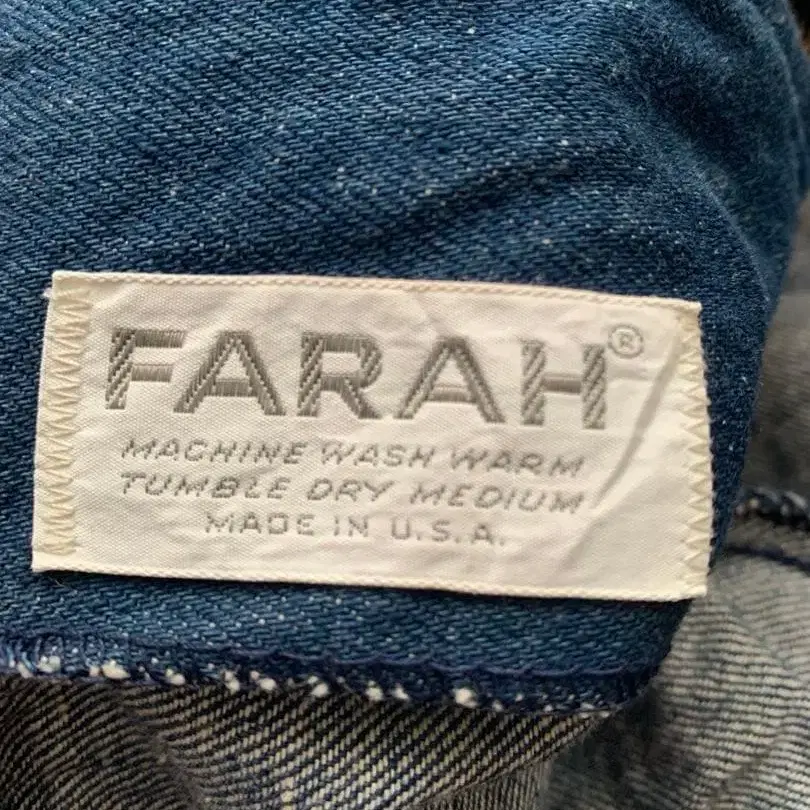 FARAH®
MACHINE WASH WARM
TUMBLE DRY MEDIUM
MADE IN U.S.A.